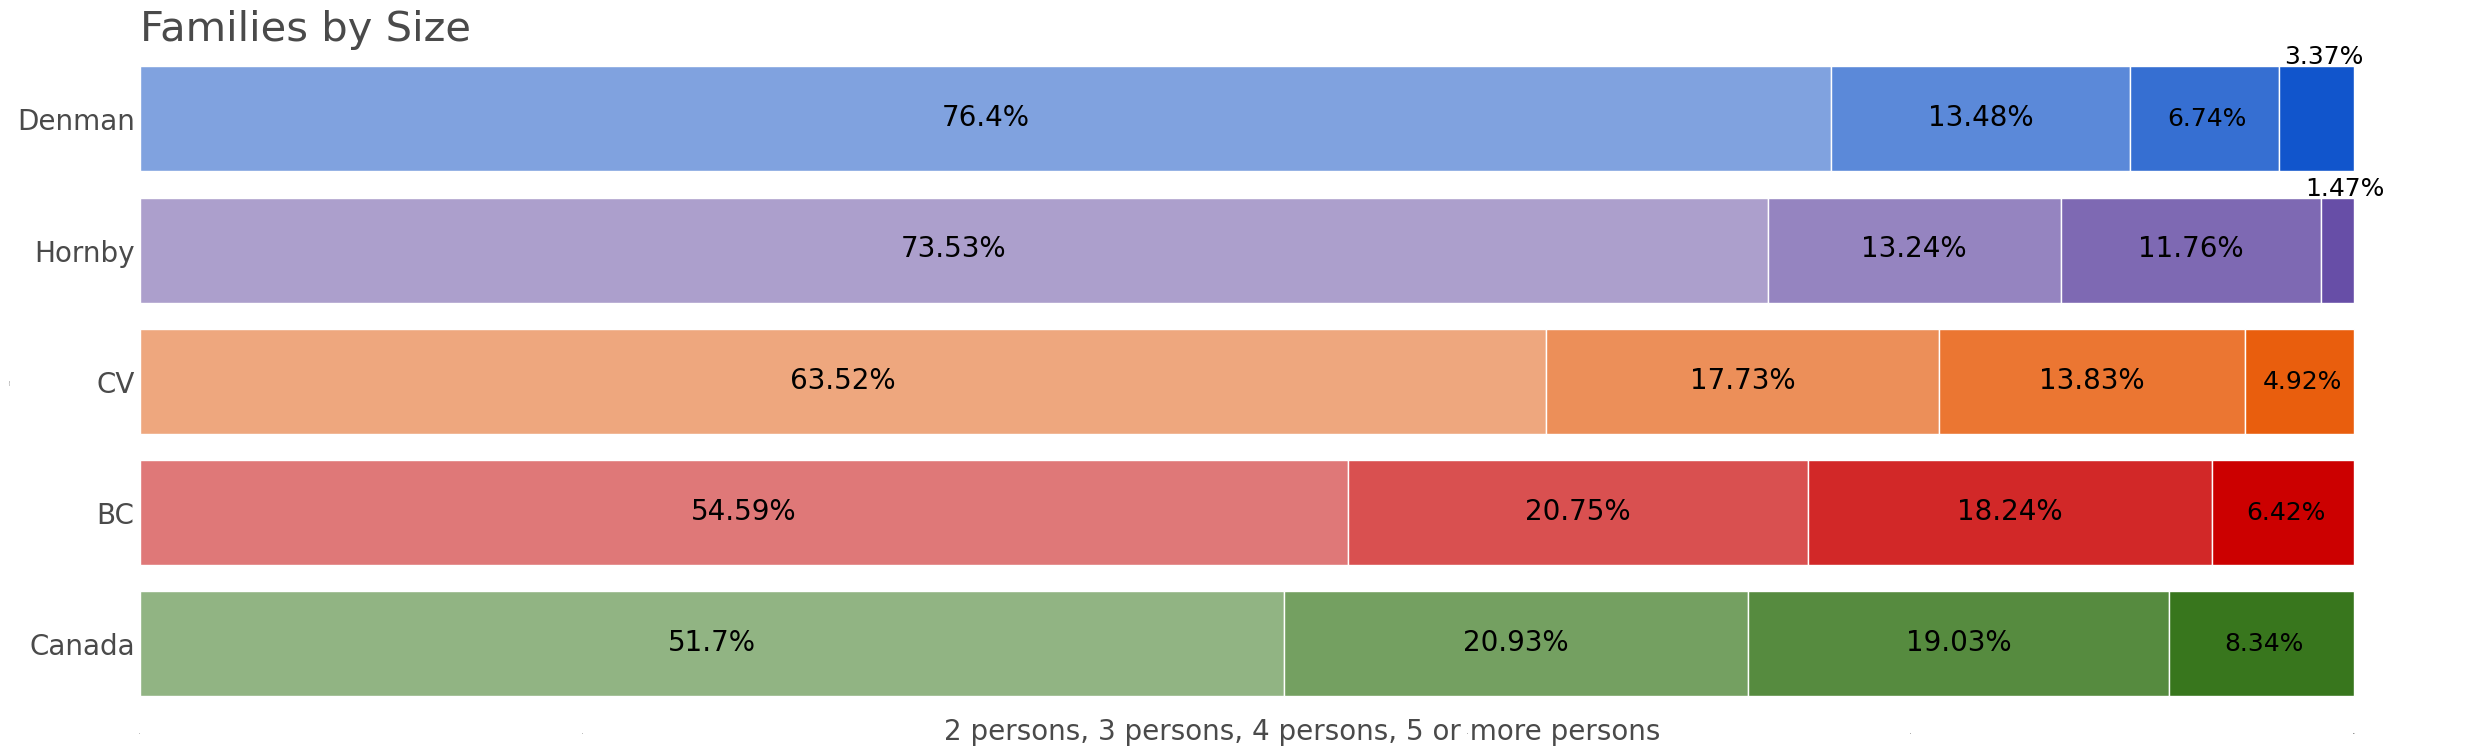 Families by Size
3.37%
Denman 76.4% 13.48% 6.74%
1.47%
Hornby 73.53% 13.24% 11.76%
CV 63.52% 17.73% 13.83% 4.92%
BC 54.59% 20.75% 18.24% 6.42%
Canada 51.7% 20.93% 19.03% 8.34%
2 persons, 3 persons, 4 persons, 5 or more persons